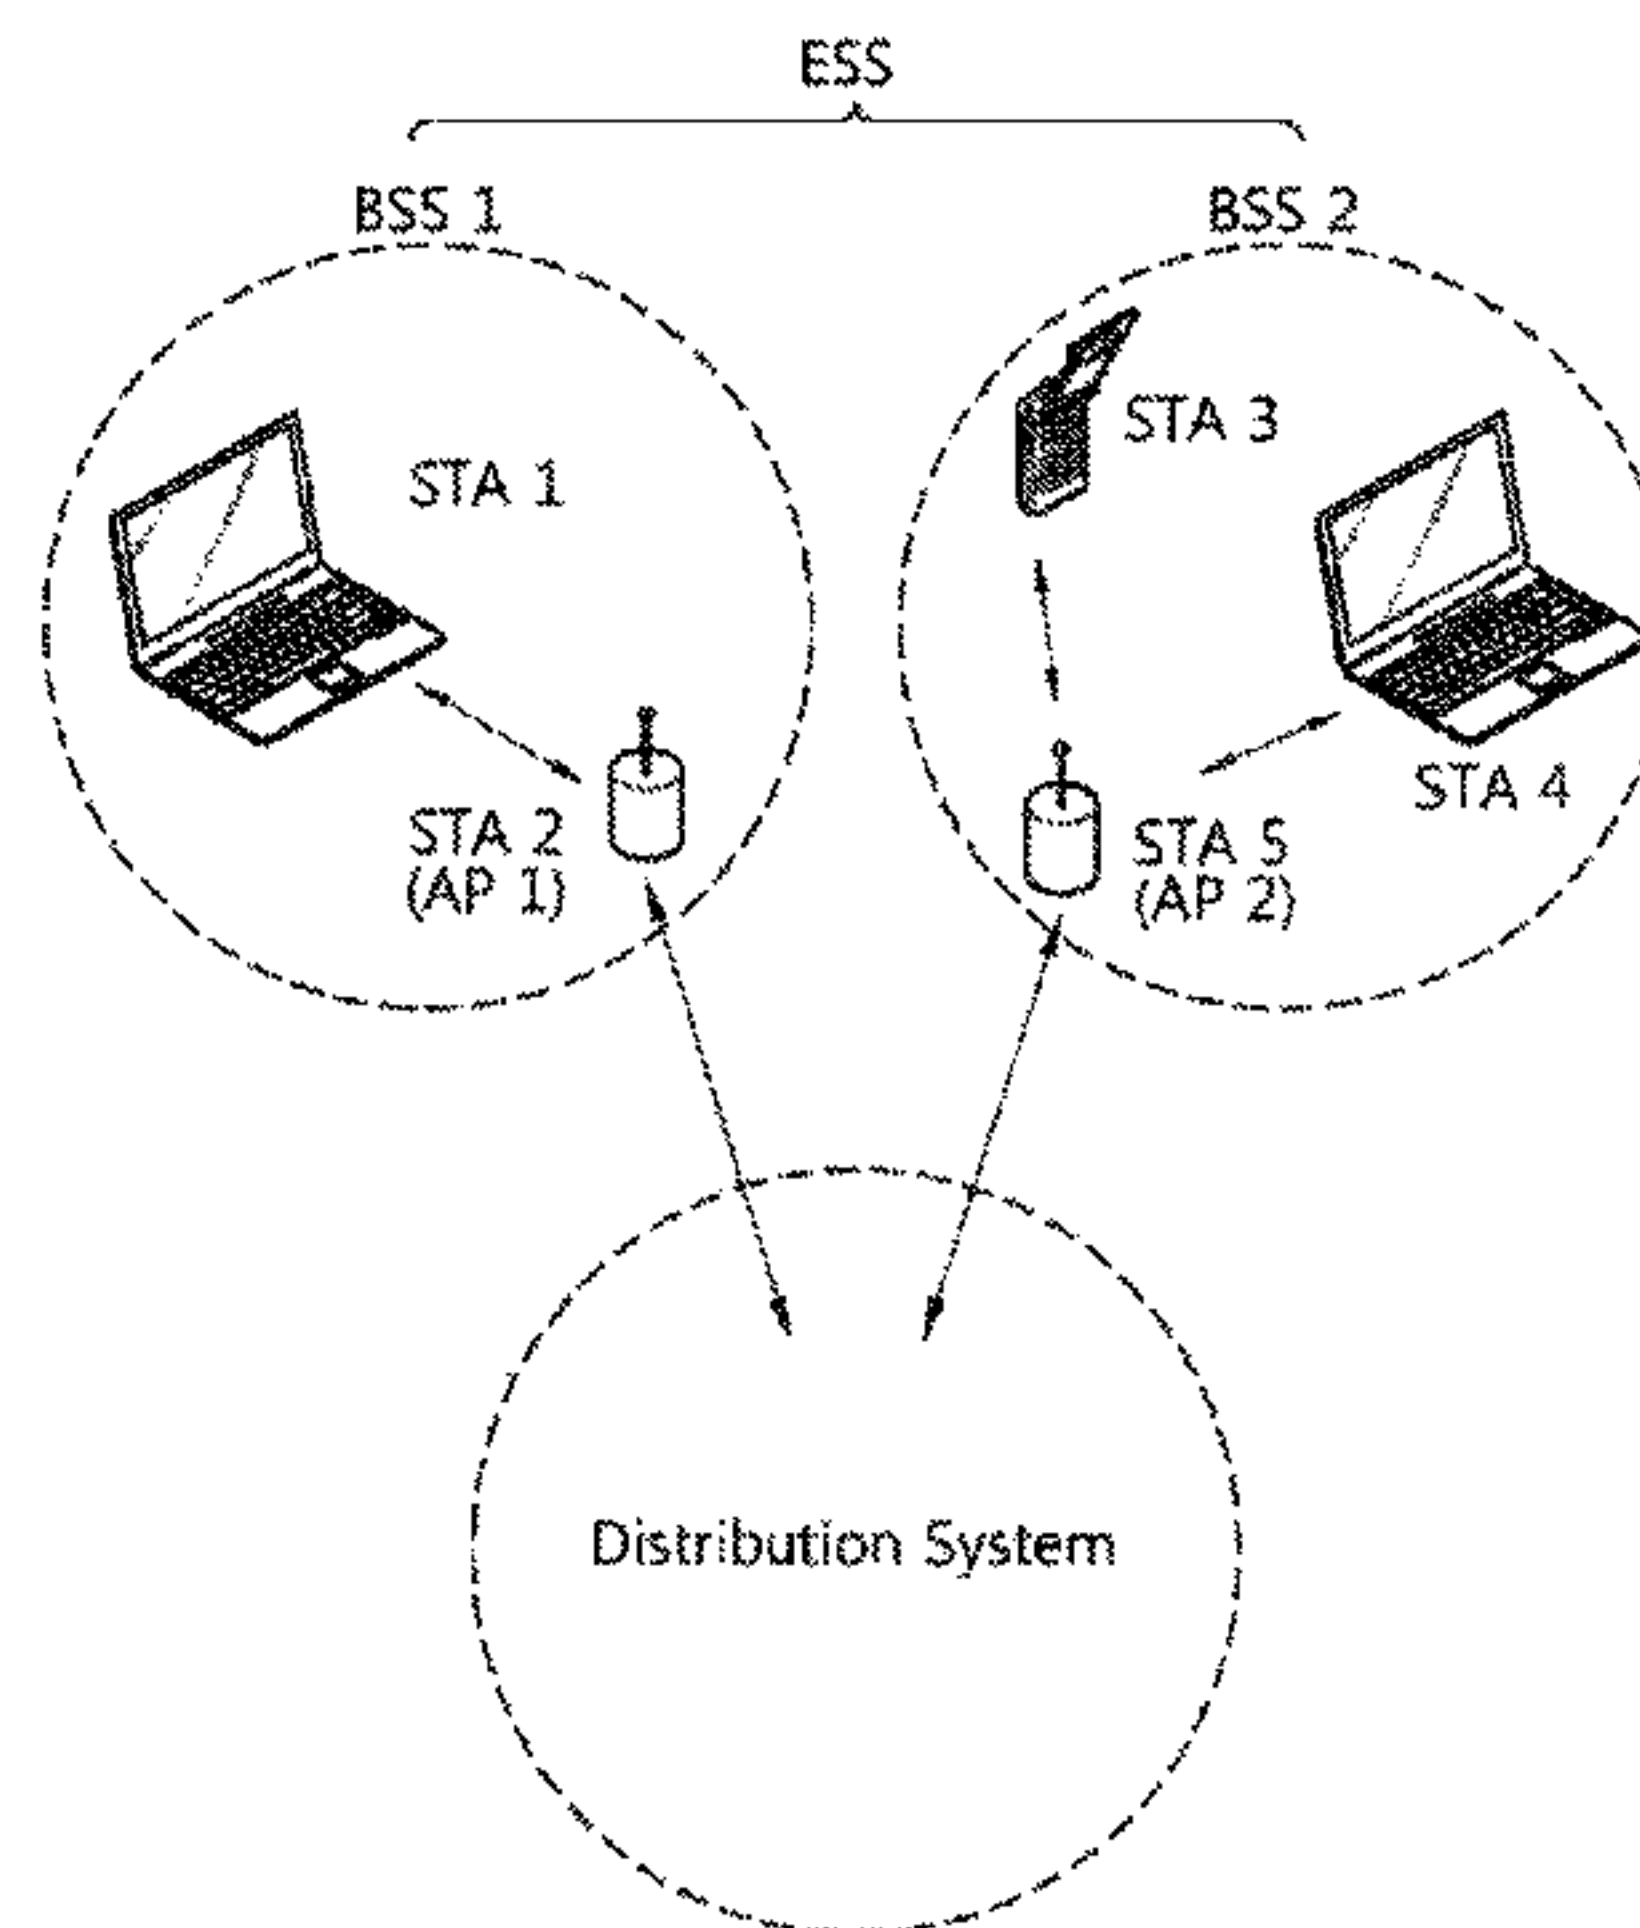 ESS
BSS 1
BSS 2
STA 1
STA 3
STA 2
(AP 1)
STA 4
STA 5
(AP 2)
Distribution System